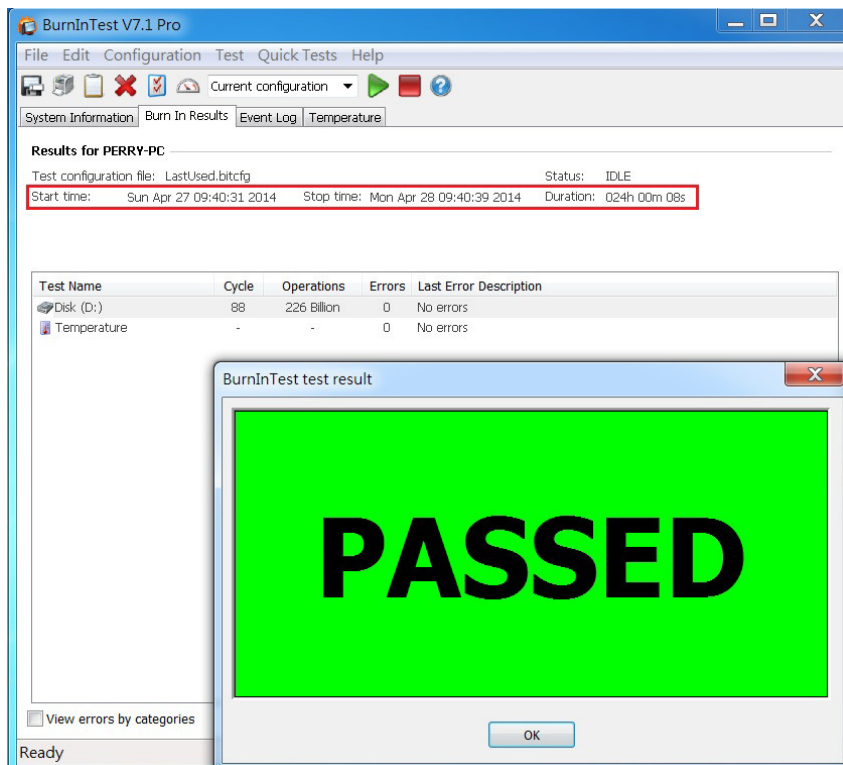 BurnInTest V7.1 Pro
File Edit Configuration Test Quick Tests Help
Current configuration
System Information Burn In Results Event Log Temperature
Results for PERRY-PC
Test configuration file: LastUsed.bitcfg Status: IDLE
Start time: Sun Apr 27 09:40:31 2014 Stop time: Mon Apr 28 09:40:39 2014 Duration: 024h 00m 08s
Test Name Cycle Operations Errors Last Error Description
Disk (D:) 88 226 Billion 0 No errors
Temperature - - 0 No errors
BurnInTest test result
PASSED
OK
View errors by categories
Ready